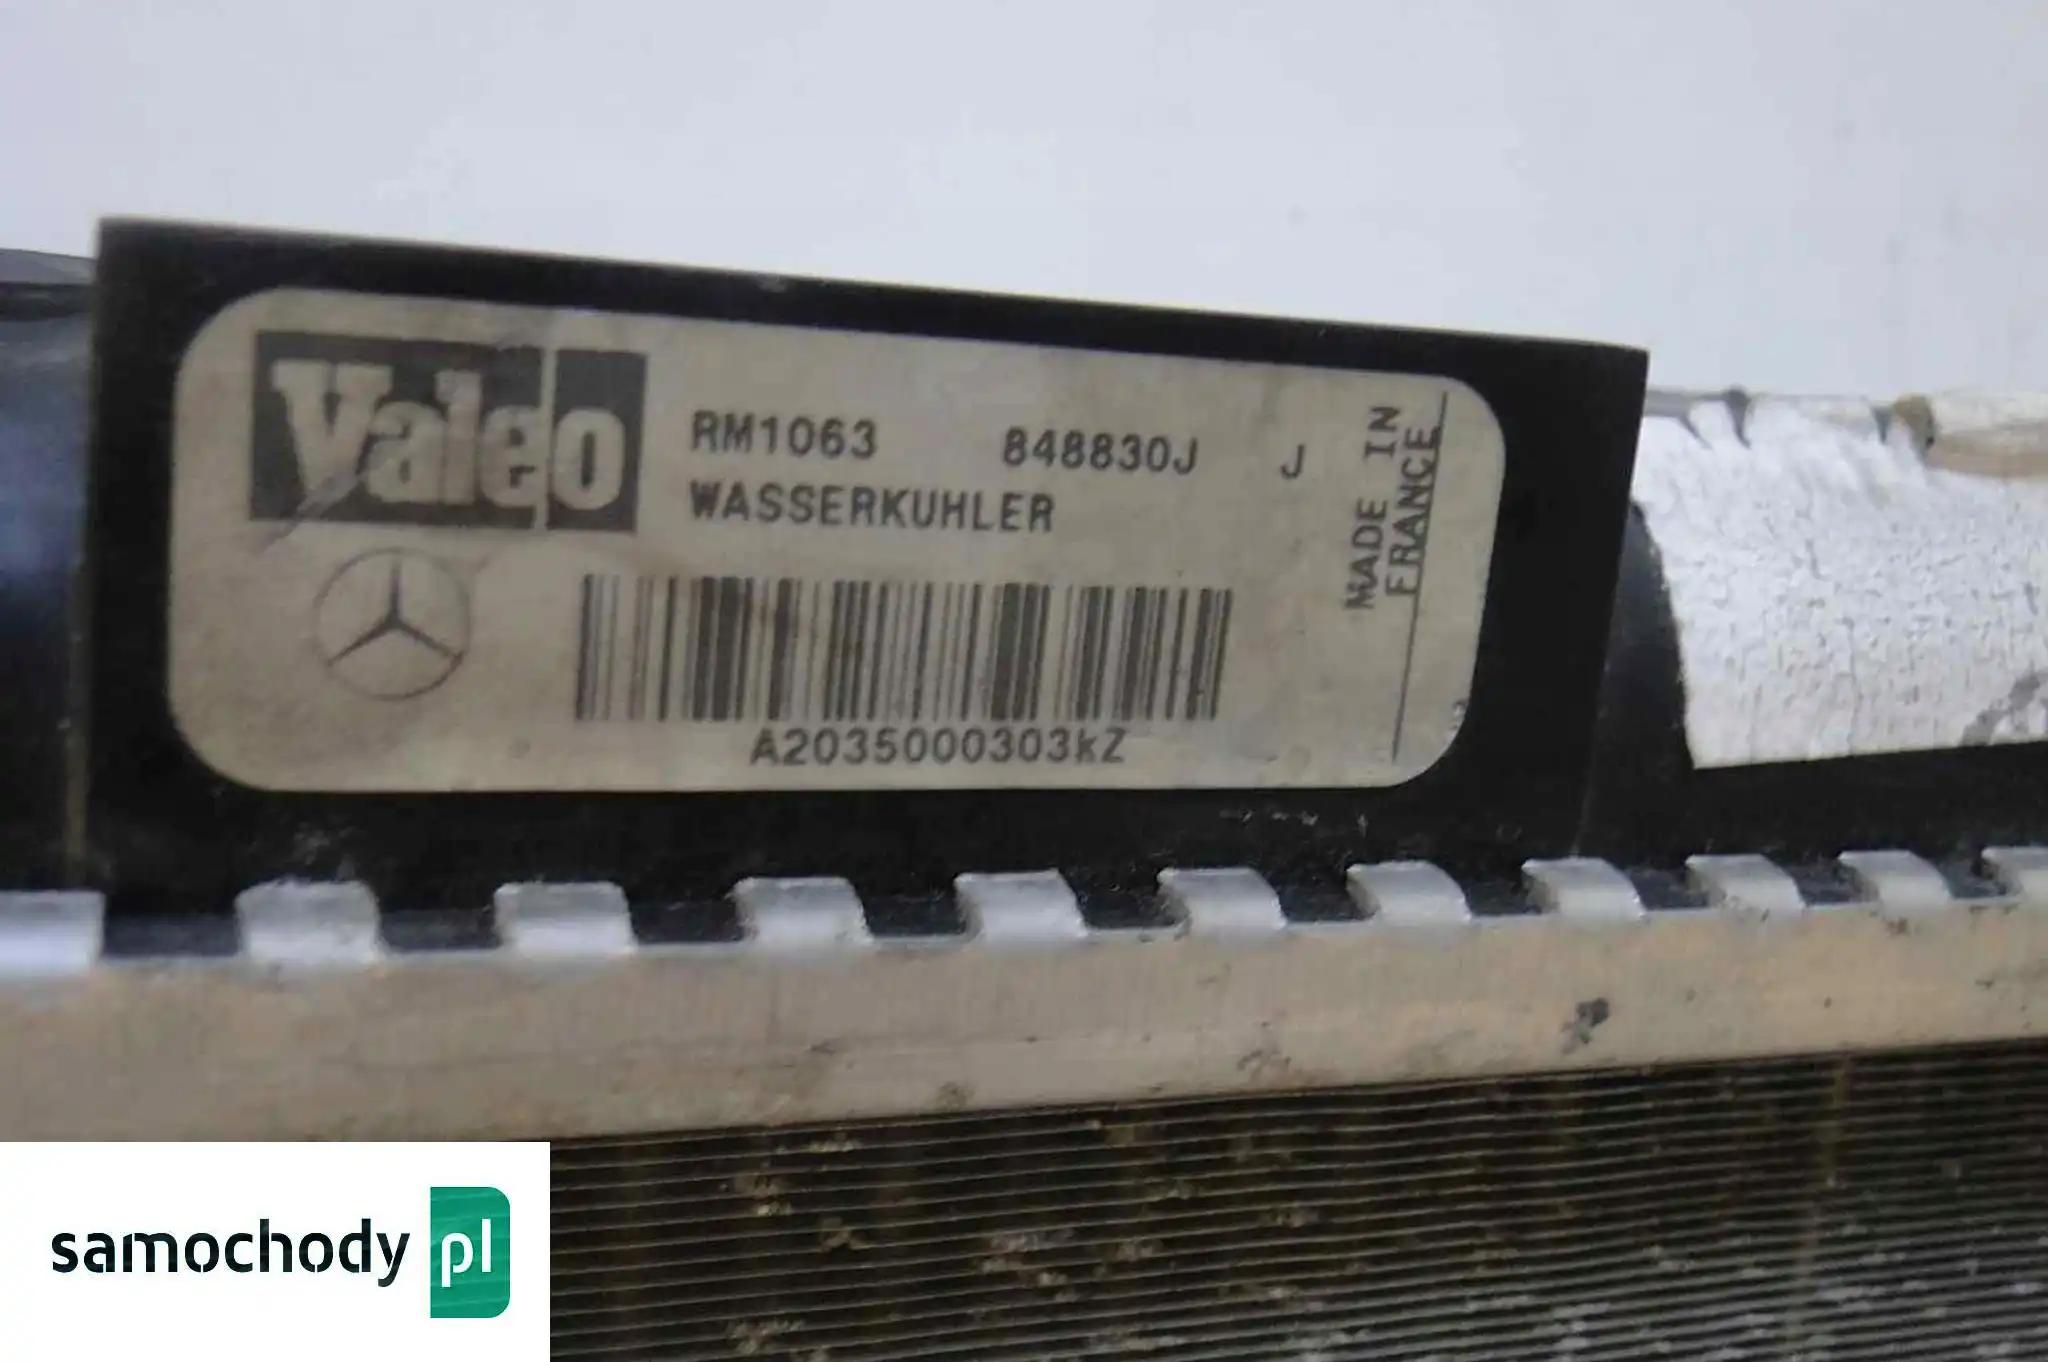 Valeo
RM1063 848830J J
WASSERKUHLER
MADE IN
FRANCE
A2035000303kZ
samochody pl